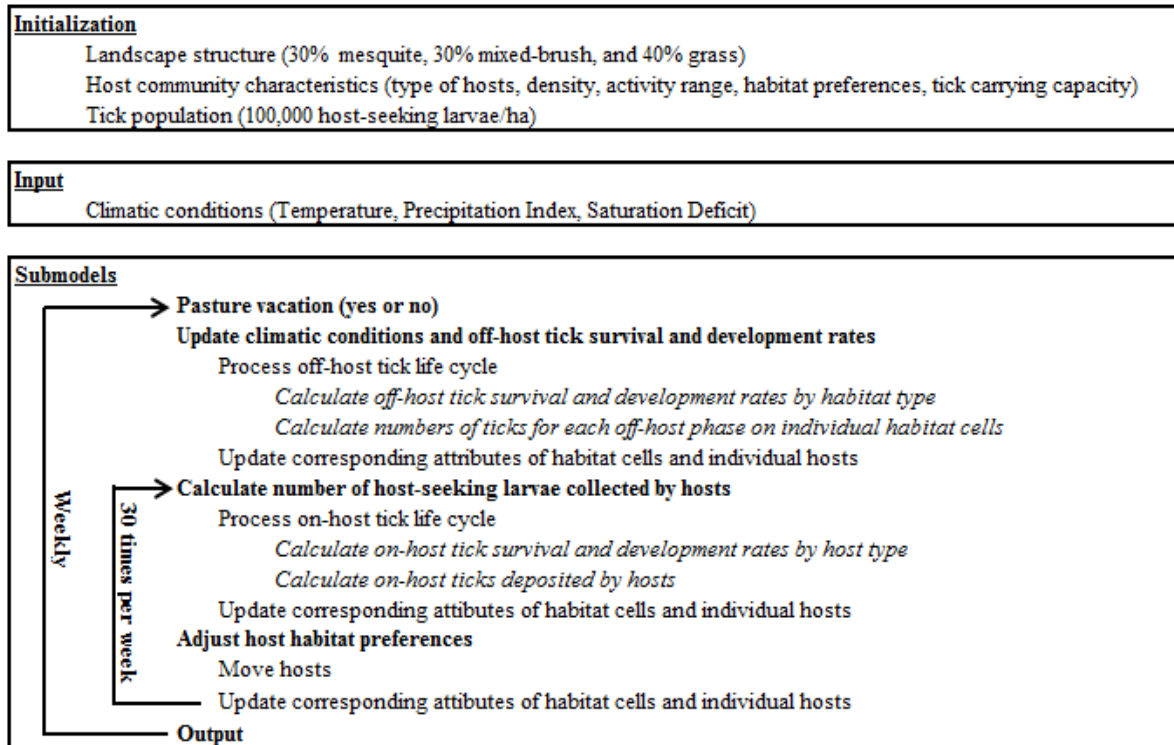 Initialization
Landscape structure (30% mesquite, 30% mixed-brush, and 40% grass)
Host community characteristics (type of hosts, density, activity range, habitat preferences, tick carrying capacity)
Tick population (100,000 host-seeking larvae/ha)
Input
Climatic conditions (Temperature, Precipitation Index, Saturation Deficit)
Submodels
Pasture vacation (yes or no)
Update climatic conditions and off-host tick survival and development rates
Process off-host tick life cycle
Calculate off-host tick survival and development rates by habitat type
Calculate numbers of ticks for each off-host phase on individual habitat cells
Update corresponding attributes of habitat cells and individual hosts
Calculate number of host-seeking larvae collected by hosts
Process on-host tick life cycle
Calculate on-host tick survival and development rates by host type
Calculate on-host ticks deposited by hosts
Update corresponding attibutes of habitat cells and individual hosts
Adjust host habitat preferences
Move hosts
Update corresponding attibutes of habitat cells and individual hosts
Output
Weekly
30 times per week